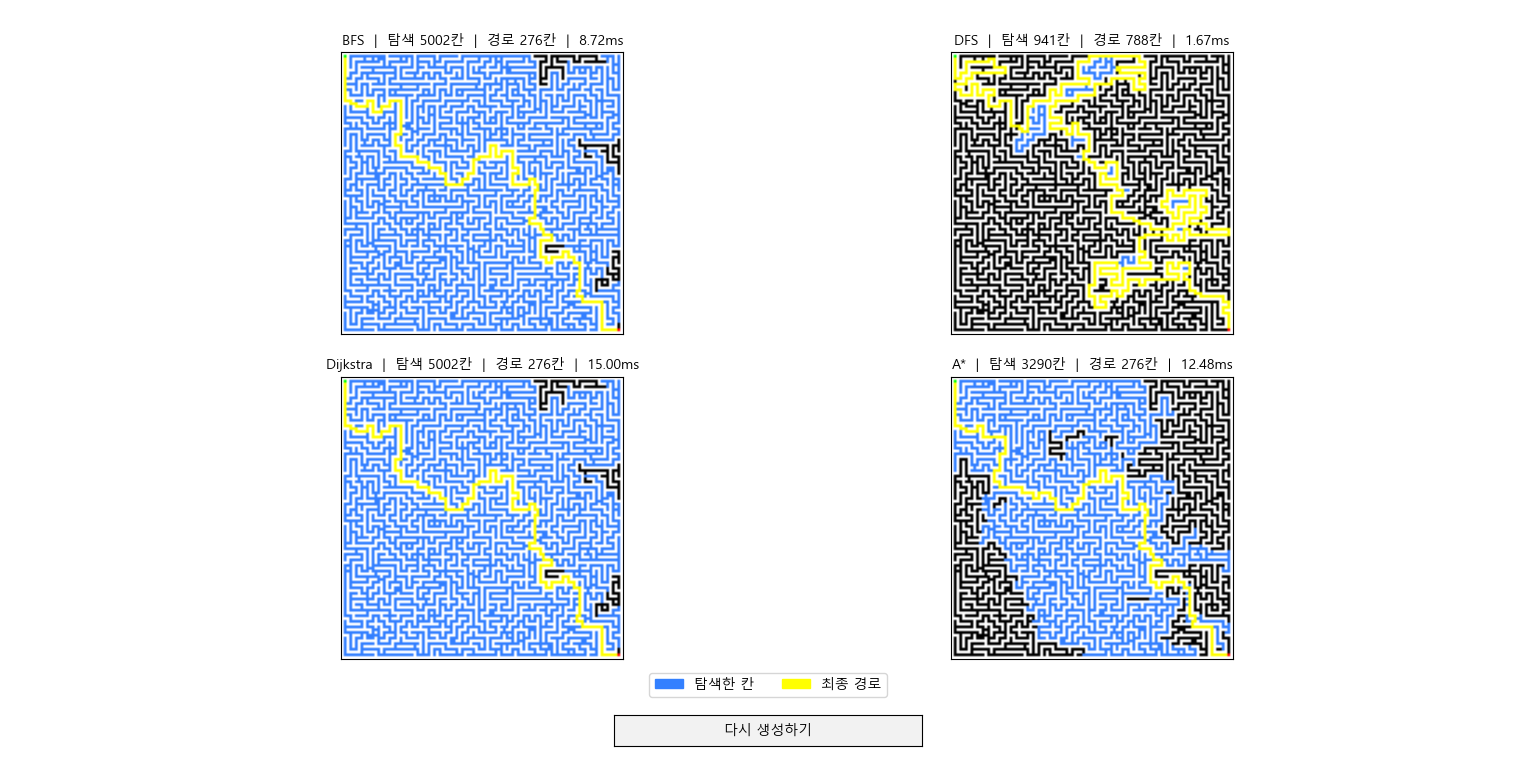 BFS | 탐색 5002칸 | 경로 276칸 | 8.72ms
DFS | 탐색 941칸 | 경로 788칸 | 1.67ms
Dijkstra | 탐색 5002칸 | 경로 276칸 | 15.00ms
A* | 탐색 3290칸 | 경로 276칸 | 12.48ms
탐색한 칸 최종 경로
다시 생성하기